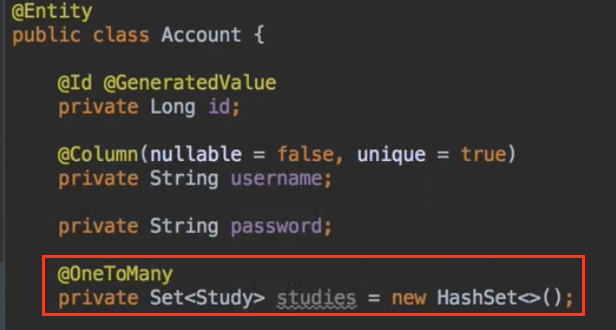 @Entity
public class Account {
@Id @GeneratedValue
private Long id;
@Column(nullable = false, unique = true)
private String username;
private String password;
@OneToMany
private Set<Study> studies = new HashSet<>();